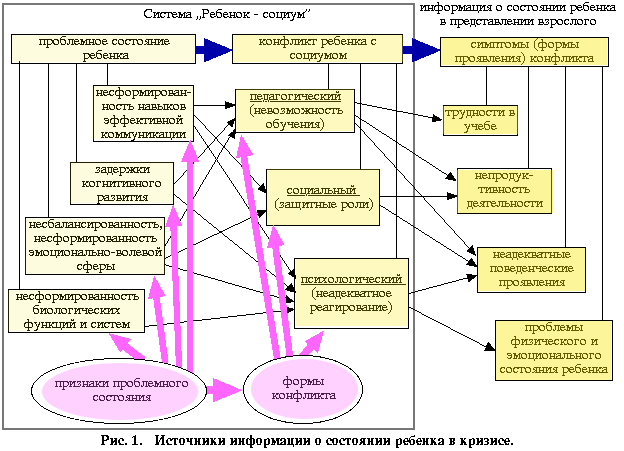 Система „Ребенок - социум”
информация о состоянии ребенка
в представлении взрослого
проблемное состояние
ребенка
конфликт ребенка с
социумом
симптомы (формы
проявления) конфликта
несформирован-
ность навыков
эффективной
коммуникации
педагогический
(невозможность
обучения)
трудности в
учебе
задержки
когнитивного
развития
социальный
(защитные роли)
непродук-
тивность
деятельности
несбалансированность,
несформированность
эмоционально-волевой
сферы
психологический
(неадекватное
реагирование)
неадекватные
поведенческие
проявления
несформированность
биологических
функций и систем
проблемы
физического и
эмоционального
состояния ребенка
признаки проблемного
состояния
формы
конфликта
Рис. 1. Источники информации о состоянии ребенка в кризисе.